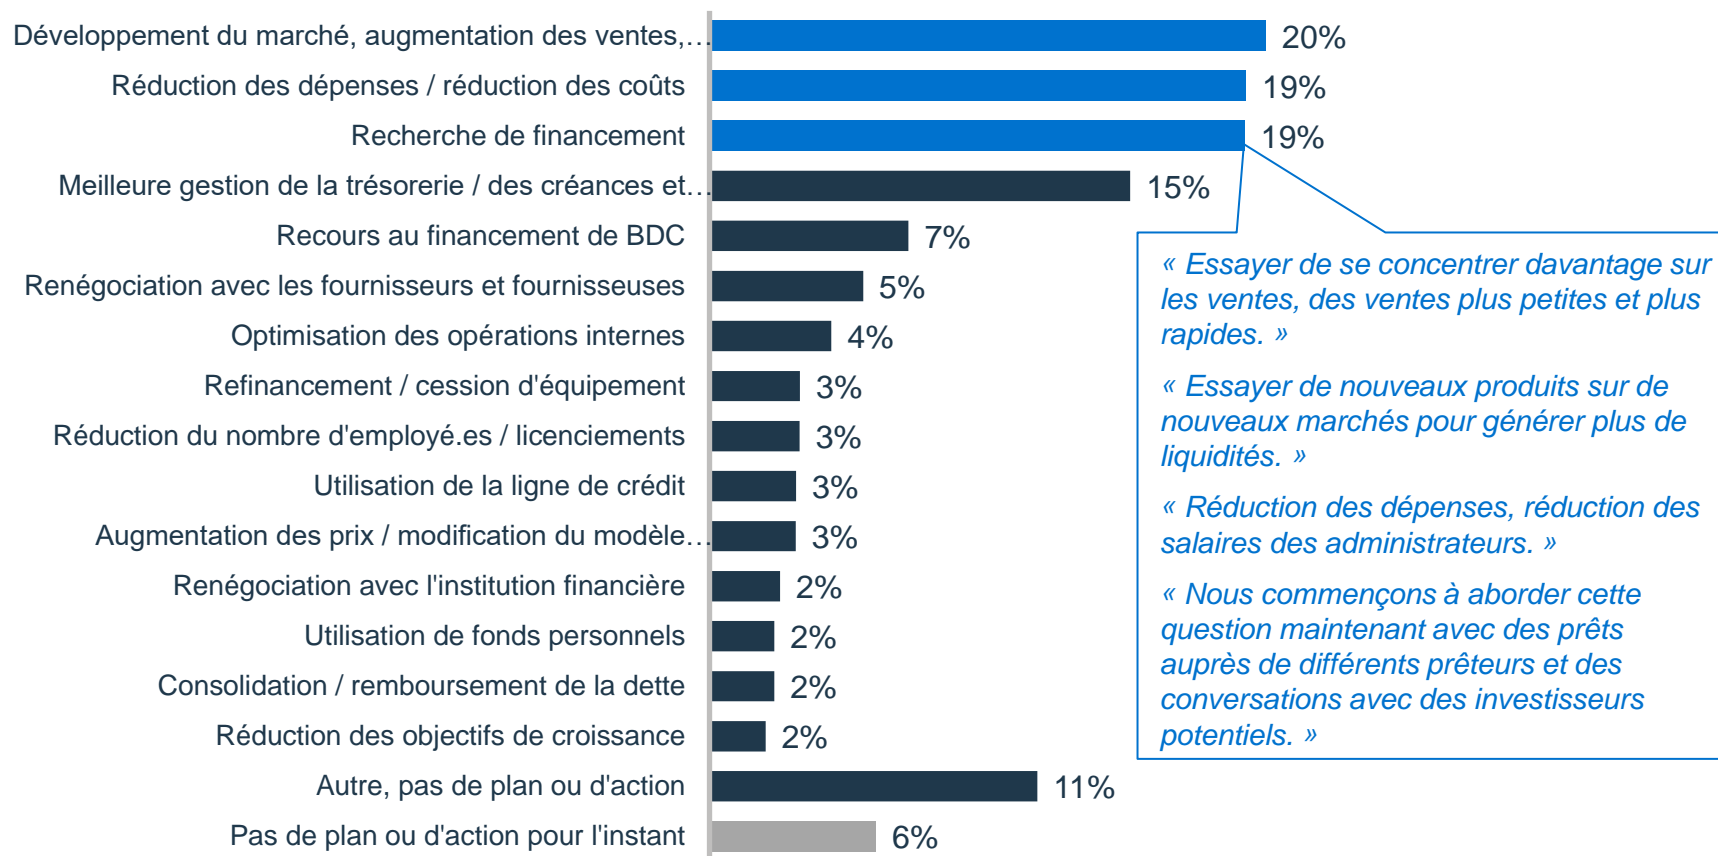 Développement du marché, augmentation des ventes,… 20%
Réduction des dépenses / réduction des coûts 19%
Recherche de financement 19%
Meilleure gestion de la trésorerie / des créances et… 15%
Recours au financement de BDC 7%
Renégociation avec les fournisseurs et fournisseuses 5%
Optimisation des opérations internes 4%
Refinancement / cession d'équipement 3%
Réduction du nombre d'employé.es / licenciements 3%
Utilisation de la ligne de crédit 3%
Augmentation des prix / modification du modèle… 3%
Renégociation avec l'institution financière 2%
Utilisation de fonds personnels 2%
Consolidation / remboursement de la dette 2%
Réduction des objectifs de croissance 2%
Autre, pas de plan ou d'action 11%
Pas de plan ou d'action pour l'instant 6%
« Essayer de se concentrer davantage sur
les ventes, des ventes plus petites et plus
rapides. »
« Essayer de nouveaux produits sur de
nouveaux marchés pour générer plus de
liquidités. »
« Réduction des dépenses, réduction des
salaires des administrateurs. »
« Nous commençons à aborder cette
question maintenant avec des prêts
auprès de différents prêteurs et des
conversations avec des investisseurs
potentiels. »